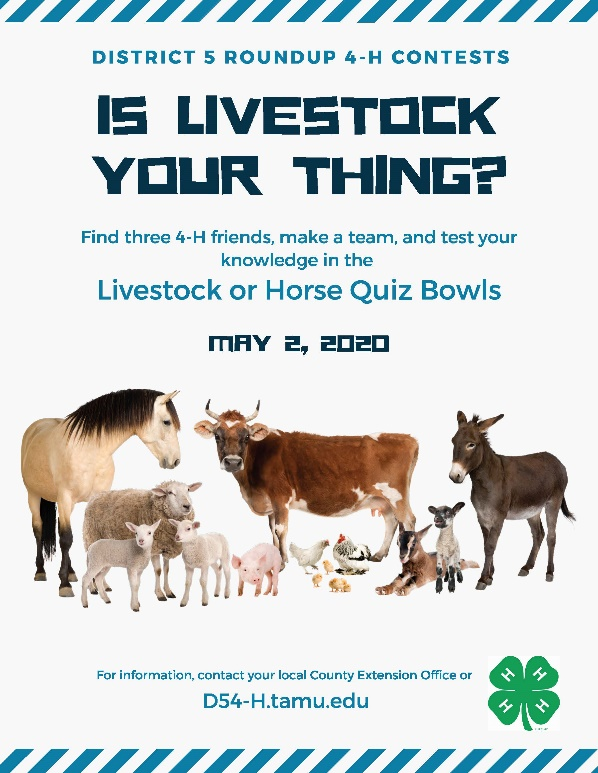 DISTRICT 5 ROUNDUP 4-H CONTESTS
IS LIVESTOCK
YOUR THING?
Find three 4-H friends, make a team, and test your
knowledge in the
Livestock or Horse Quiz Bowls
MAY 2, 2020
For information, contact your local County Extension Office or
D54-H.tamu.edu
H H
H H